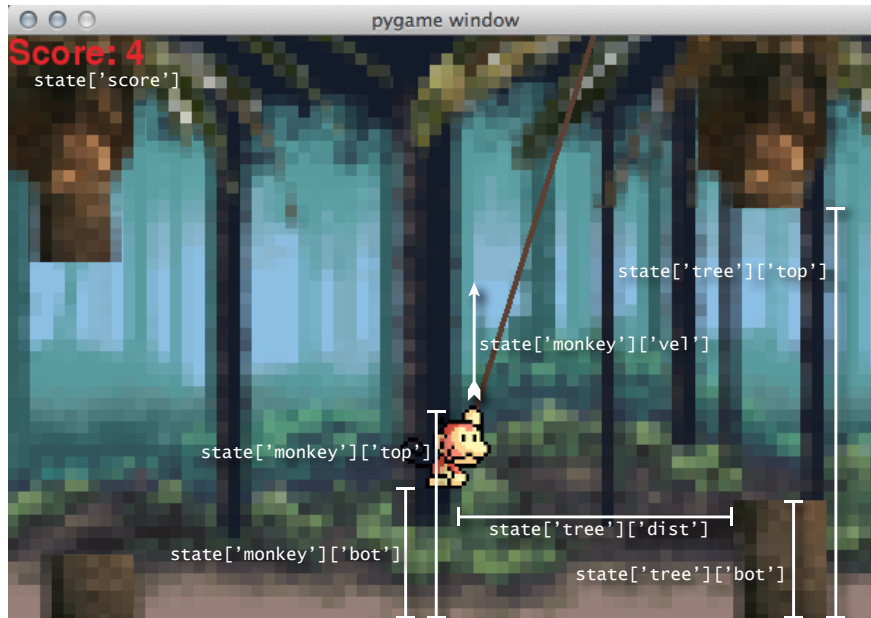 pygame window
Score: 4
state['score']
state['tree']['top']
state['monkey']['vel']
state['monkey']['top']
state['tree']['dist']
state['monkey']['bot']
state['tree']['bot']